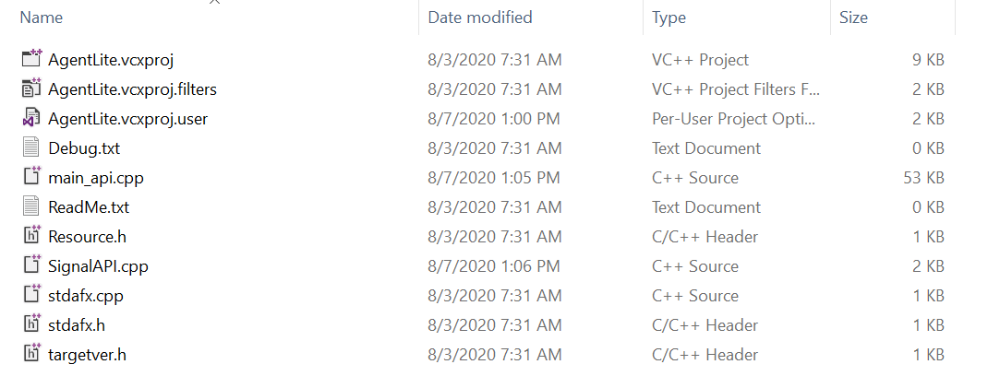 Name Date modified Type Size
AgentLite.vcxproj 8/3/2020 7:31 AM VC++ Project 9 KB
AgentLite.vcxproj.filters 8/3/2020 7:31 AM VC++ Project Filters F... 2 KB
AgentLite.vcxproj.user 8/7/2020 1:00 PM Per-User Project Opti... 2 KB
Debug.txt 8/3/2020 7:31 AM Text Document 0 KB
main_api.cpp 8/7/2020 1:05 PM C++ Source 53 KB
ReadMe.txt 8/3/2020 7:31 AM Text Document 0 KB
Resource.h 8/3/2020 7:31 AM C/C++ Header 1 KB
SignalAPI.cpp 8/7/2020 1:06 PM C++ Source 2 KB
stdafx.cpp 8/3/2020 7:31 AM C++ Source 1 KB
stdafx.h 8/3/2020 7:31 AM C/C++ Header 1 KB
targetver.h 8/3/2020 7:31 AM C/C++ Header 1 KB